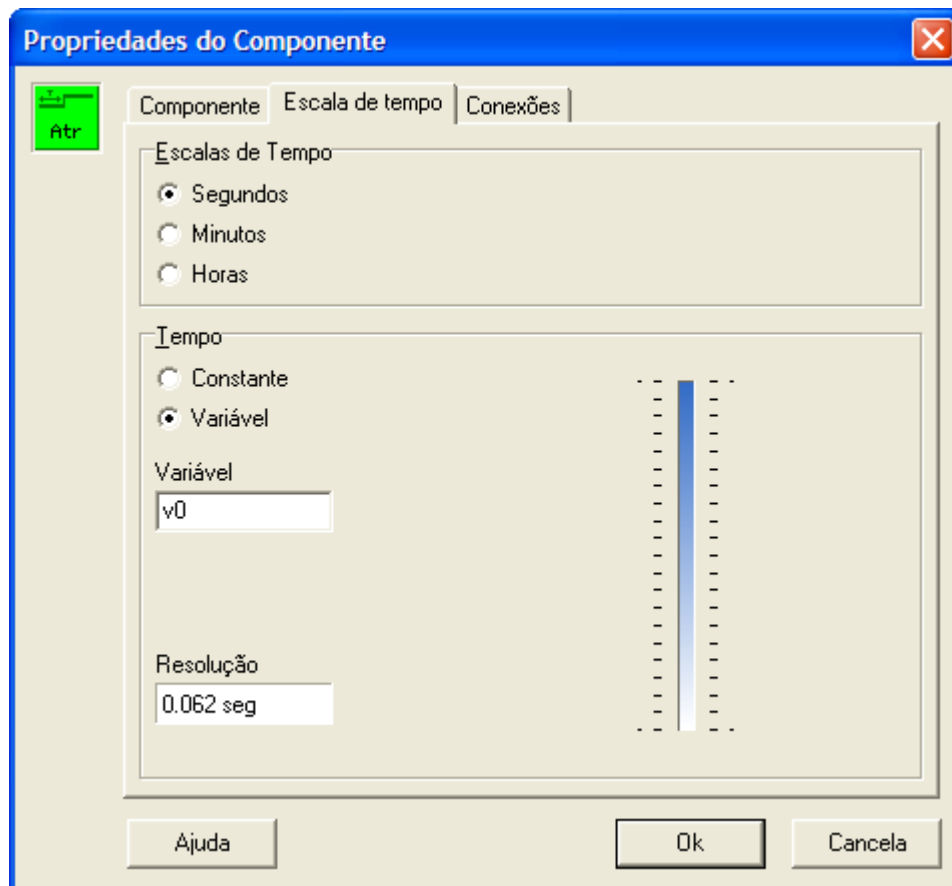 Propriedades do Componente
Atr
Componente Escala de tempo Conexões
Escalas de Tempo
Segundos
Minutos
Horas
Tempo
Constante
Variável
Variável
v0
Resolução
0.062 seg
Ajuda Ok Cancela